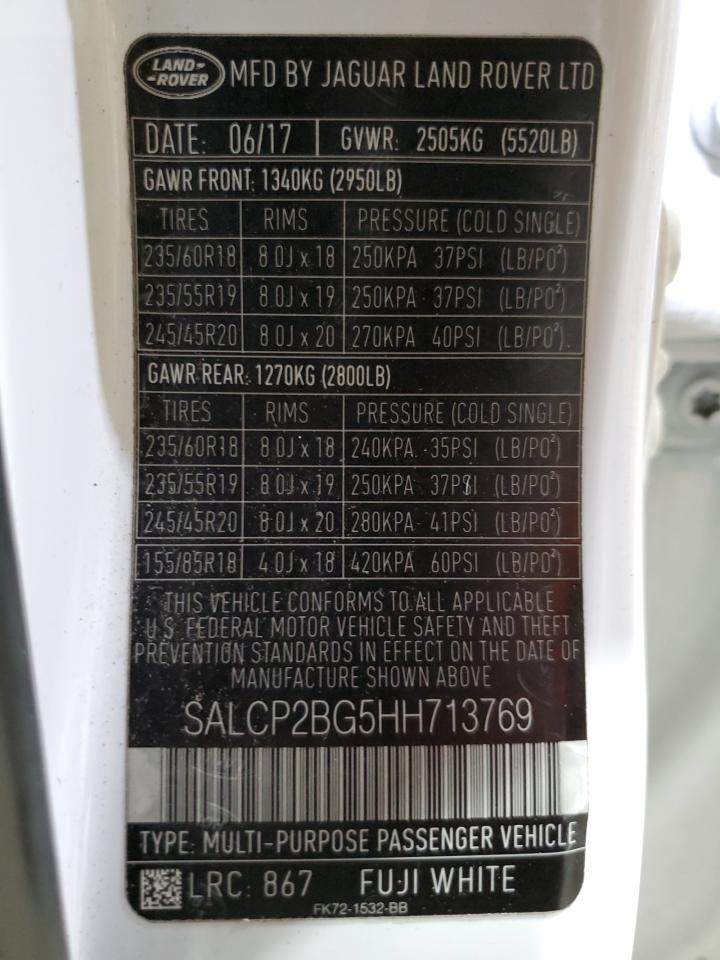 LAND-
-ROVER
MFD BY JAGUAR LAND ROVER LTD
DATE: 06/17 GVWR: 2505KG (5520LB)
GAWR FRONT: 1340KG (2950LB)
TIRES RIMS PRESSURE (COLD SINGLE)
235/60R18 8.0J x 18 250KPA 37PSI (LB/PO²)
235/55R19 8.0J x 19 250KPA 37PSI (LB/PO²)
245/45R20 8.0J x 20 270KPA 40PSI (LB/PO²).
GAWR REAR: 1270KG (2800LB)
TIRES RIMS PRESSURE (COLD SINGLE)
235/60R18 8.0J x 18 240KPA 35PSI (LB/PO²)
235/55R19 8.0J x 19 250KPA 37PSI (LB/PO²)
245/45R20 8.0J x 20 280KPA 41PSI (LB/PO²)
155/85R18 4.0J x 18 420KPA 60PSI (LB/PO²)
THIS VEHICLE CONFORMS TO ALL APPLICABLE
U.S. FEDERAL MOTOR VEHICLE SAFETY AND THEFT
PREVENTION STANDARDS IN EFFECT ON THE DATE OF
MANUFACTURE SHOWN ABOVE
SALCP2BG5HH713769
TYPE: MULTI-PURPOSE PASSENGER VEHICLE
LRC: 867 FUJI WHITE
FK72-1532-BB